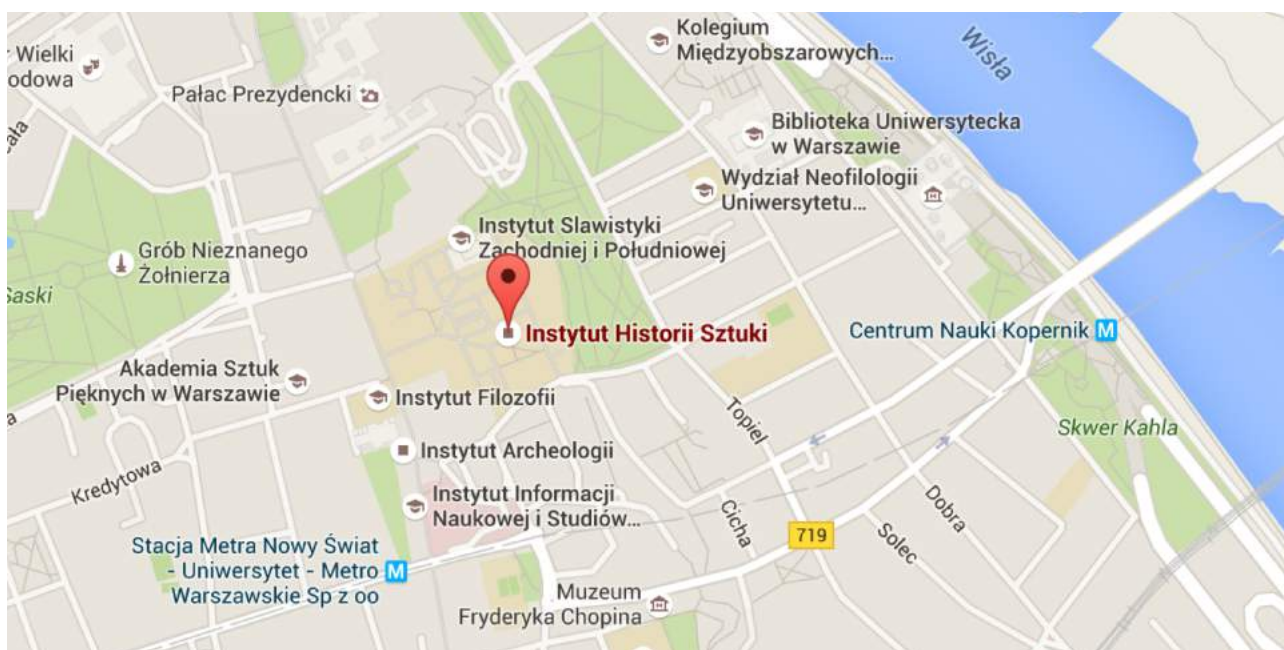 Kolegium
Międzyobszarowych...
Wisła
Wielki
odowa
Pałac Prezydencki
Biblioteka Uniwersytecka
w Warszawie
Wydział Neofilologii
Uniwersytetu...
Instytut Slawistyki
Zachodniej i Południowej
Grób Nieznanego
Żołnierza
Saski
Instytut Historii Sztuki
Centrum Nauki Kopernik M
Akademia Sztuk
Pięknych w Warszawie
Instytut Filozofii
Topiel
Skwer Kahla
Instytut Archeologii
Kredytowa
Instytut Informacji
Naukowej i Studiów...
Cicha
Dobra
Solec
719
Stacja Metra Nowy Świat
- Uniwersytet - Metro M
Warszawskie Sp z oo
Muzeum
Fryderyka Chopina